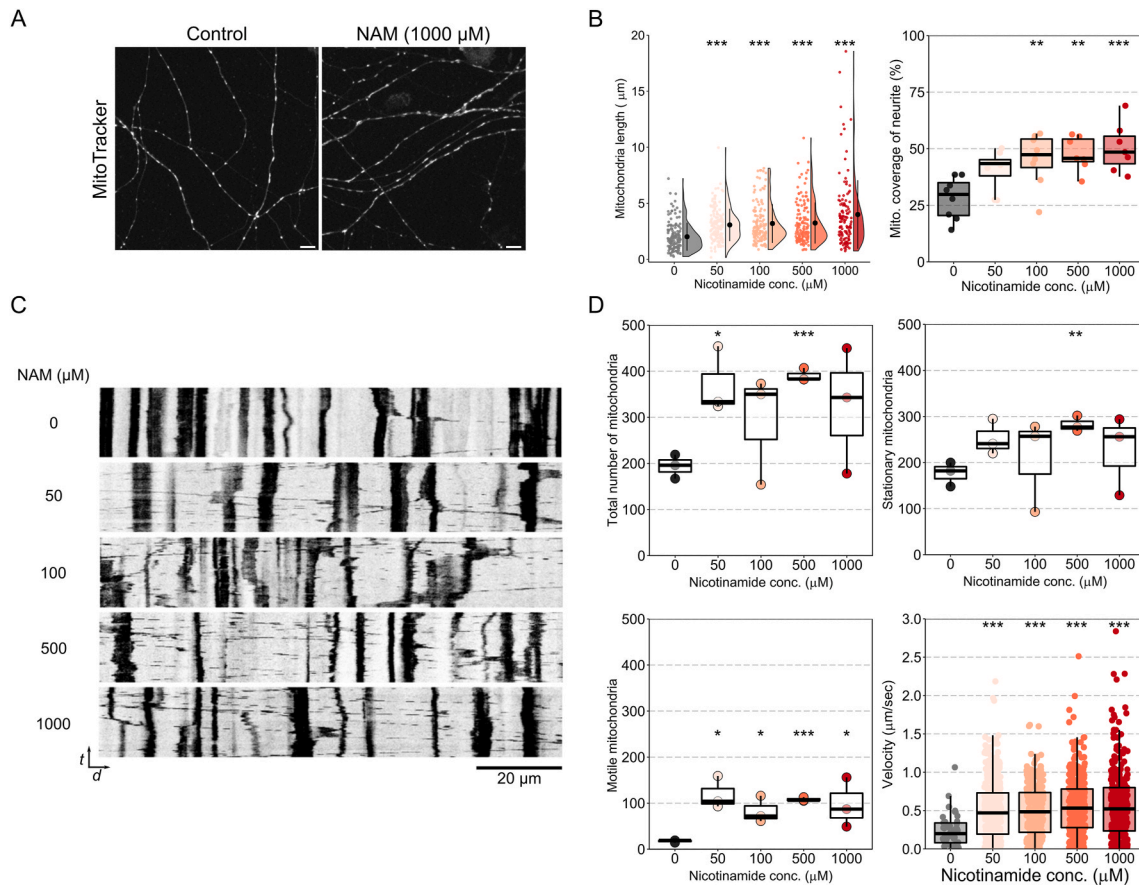 A
Control
NAM (1000 μM)
MitoTracker
B
*** *** *** ***
20
15
10
5
0
Mitochondria length ( μm)
0 50 100 500 1000
Nicotinamide conc. (μM)
** ** ***
100
75
50
25
0
Mito. coverage of neurite (%)
0 50 100 500 1000
Nicotinamide conc. (μM)
C
NAM (μM)
0
50
100
500
1000
t
d
20 μm
D
* ***
500
400
300
200
100
0
Total number of mitochondria
0 50 100 500 1000
Nicotinamide conc. (μM)
**
500
400
300
200
100
0
Stationary mitochondria
0 50 100 500 1000
Nicotinamide conc. (μM)
* * *** *
500
400
300
200
100
0
Motile mitochondria
0 50 100 500 1000
Nicotinamide conc. (μM)
*** *** *** ***
3.0
2.5
2.0
1.5
1.0
0.5
0.0
Velocity (μm/sec)
0 50 100 500 1000
Nicotinamide conc. (μM)